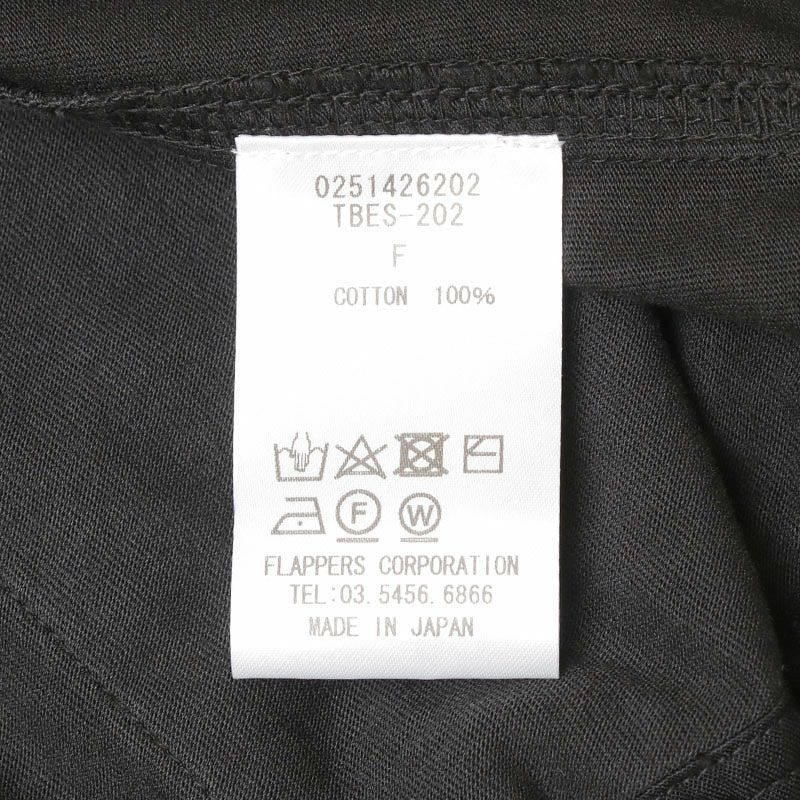 0251426202
TBES-202
F
COTTON 100%
F W
FLAPPERS CORPORATION
TEL:03.5456.6866
MADE IN JAPAN